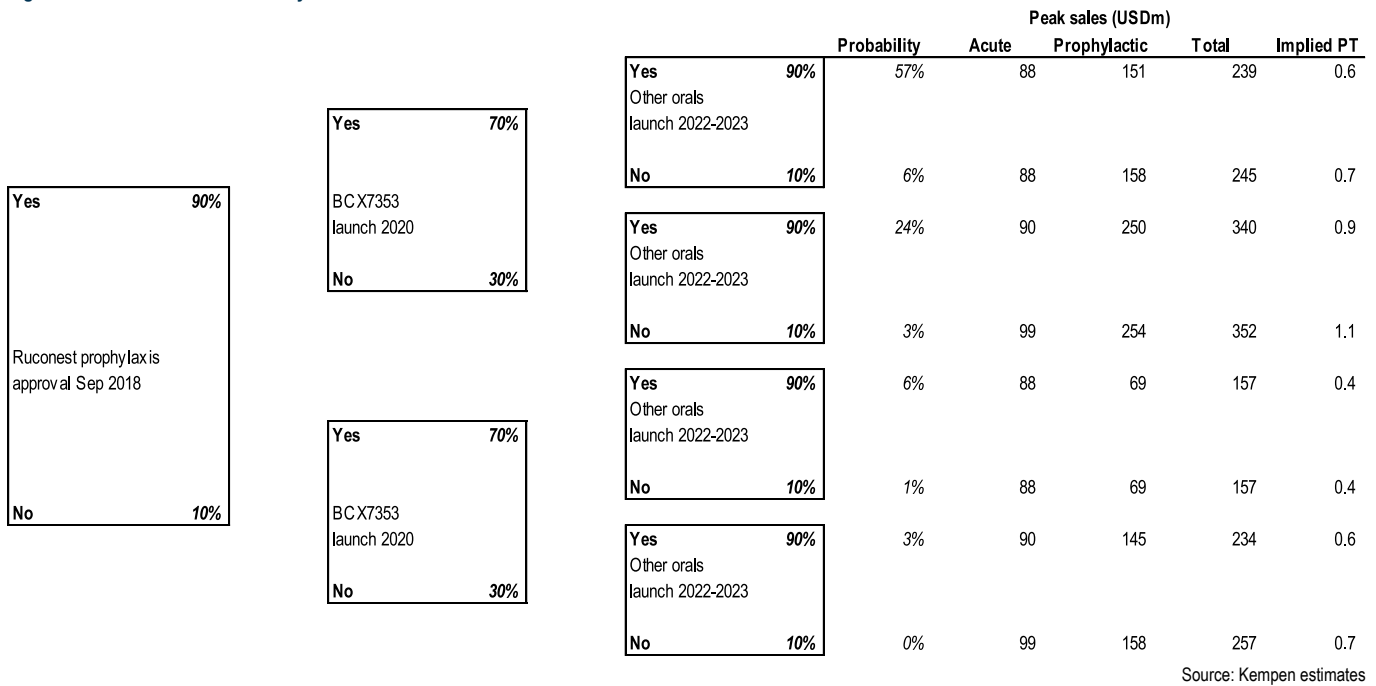 Peak sales (USDm)
Probability Acute Prophylactic Total Implied PT
Yes 90% 57% 88 151 239 0.6
Other orals
Yes 70% launch 2022-2023
No 10% 6% 88 158 245 0.7
Yes 90% BCX7353
launch 2020 Yes 90% 24% 90 250 340 0.9
Other orals
No 30% launch 2022-2023
No 10% 3% 99 254 352 1.1
Ruconest prophylaxis
approval Sep 2018 Yes 90% 6% 88 69 157 0.4
Other orals
Yes 70% launch 2022-2023
No 10% 1% 88 69 157 0.4
No 10% BCX7353
launch 2020 Yes 90% 3% 90 145 234 0.6
Other orals
No 30% launch 2022-2023
No 10% 0% 99 158 257 0.7
Source: Kempen estimates